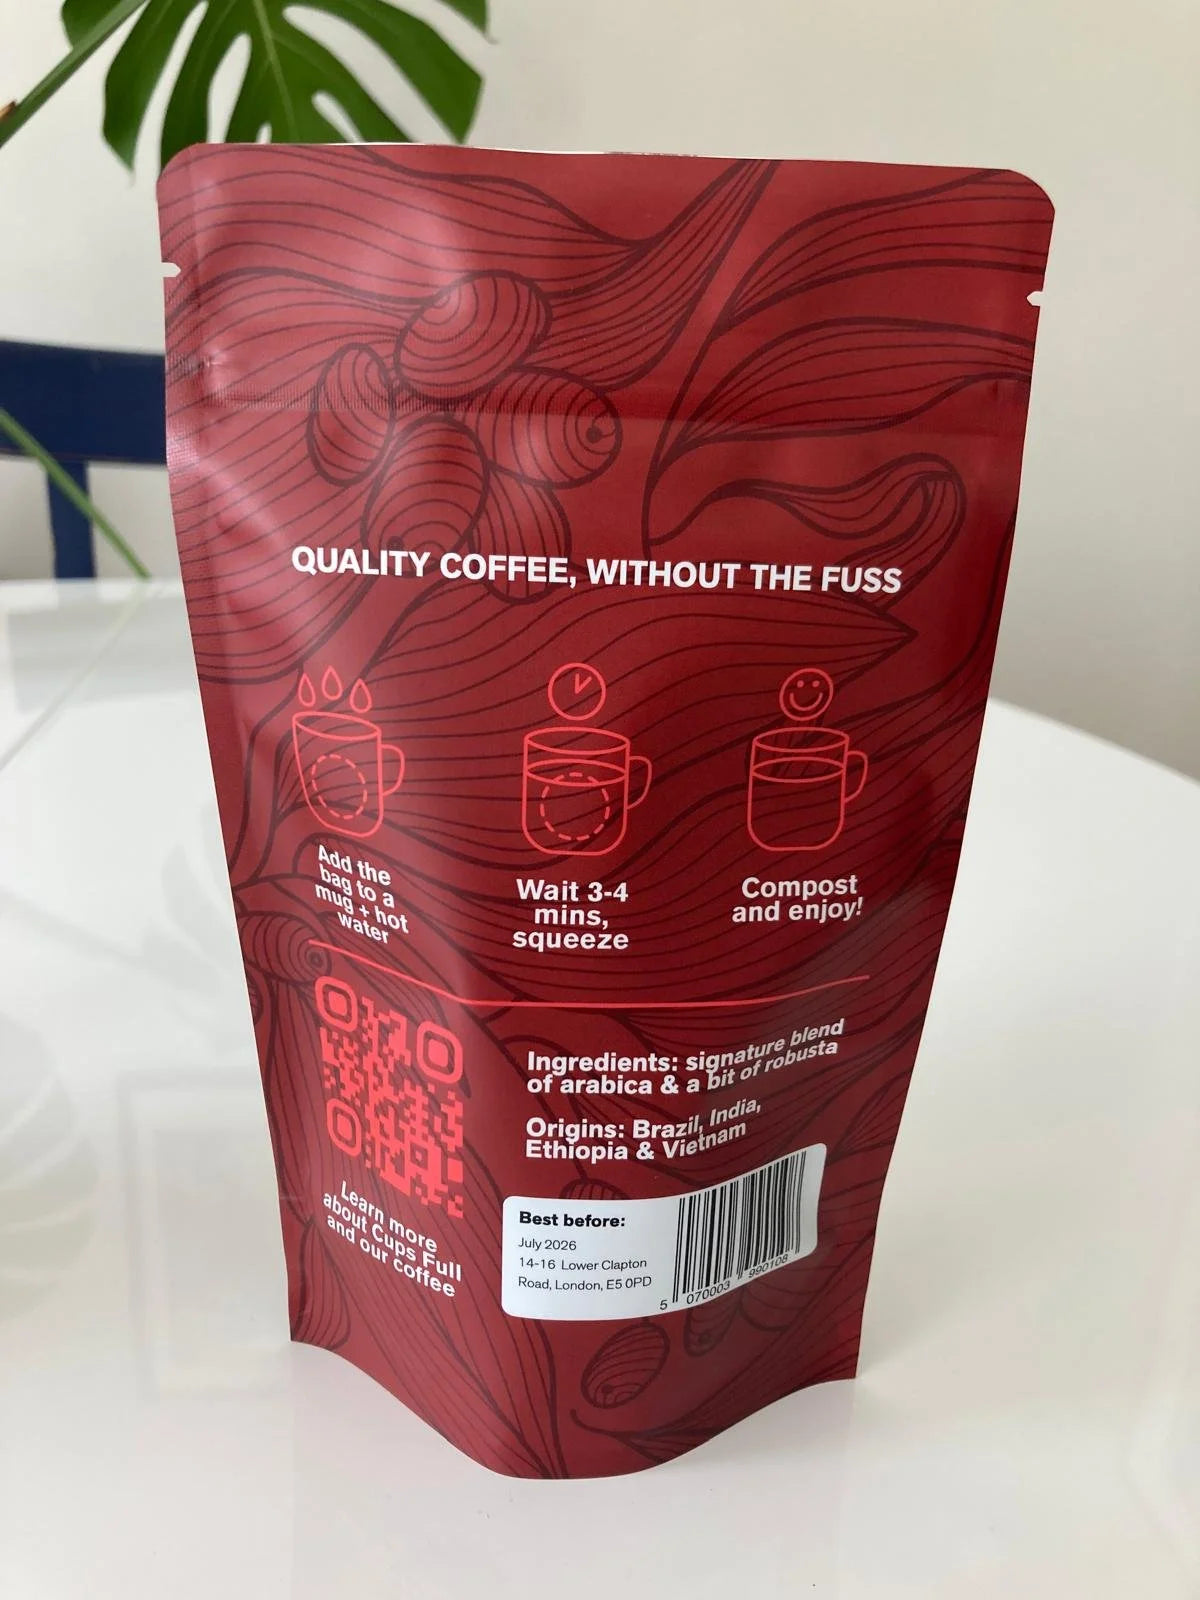 QUALITY COFFEE, WITHOUT THE FUSS
Add the
bag to a
mug + hot
water
Wait 3-4
mins,
squeeze
Compost
and enjoy!
Learn more
about Cups Full
and our coffee
Ingredients: signature blend
of arabica & a bit of robusta
Origins: Brazil, India,
Ethiopia & Vietnam
Best before:
July 2026
14-16 Lower Clapton
Road, London, E5 0PD
5 070003 990108